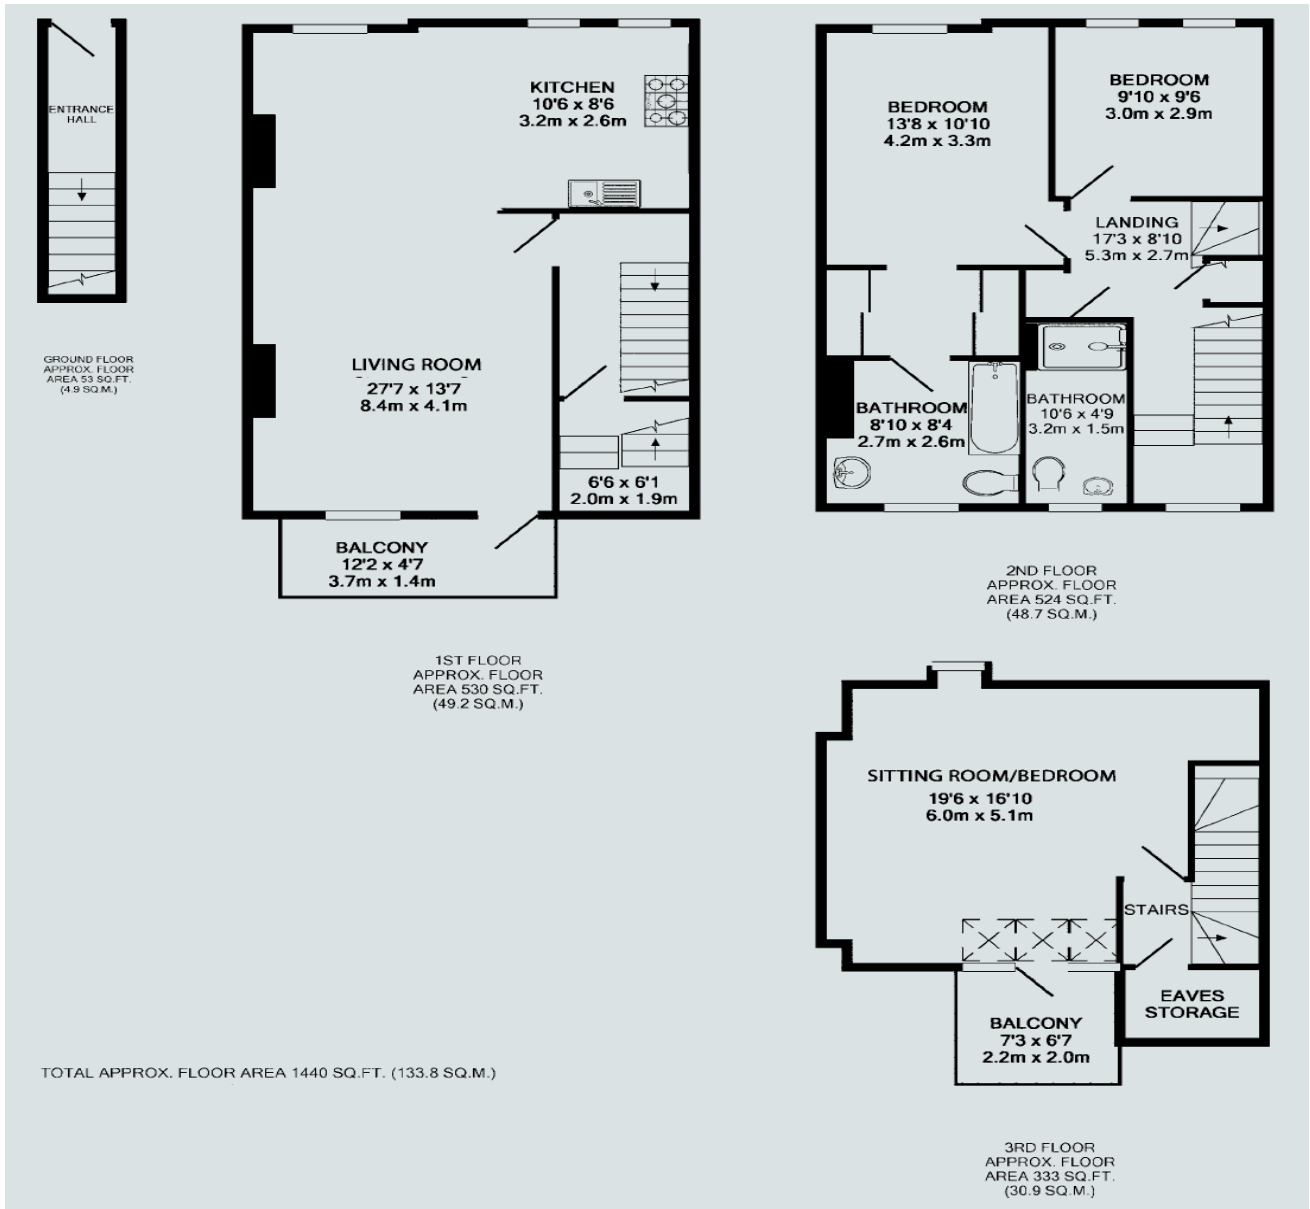 ENTRANCE
HALL
GROUND FLOOR
APPROX. FLOOR
AREA 53 SQ.FT.
(4.9 SQ.M.)
KITCHEN
10'6 x 8'6
3.2m x 2.6m
LIVING ROOM
27'7 x 13'7
8.4m x 4.1m
6'6 x 6'1
2.0m x 1.9m
BALCONY
12'2 x 4'7
3.7m x 1.4m
1ST FLOOR
APPROX. FLOOR
AREA 530 SQ.FT.
(49.2 SQ.M.)
BEDROOM
13'8 x 10'10
4.2m x 3.3m
BEDROOM
9'10 x 9'6
3.0m x 2.9m
LANDING
17'3 x 8'10
5.3m x 2.7m
BATHROOM
8'10 x 8'4
2.7m x 2.6m
BATHROOM
10'6 x 4'9
3.2m x 1.5m
2ND FLOOR
APPROX. FLOOR
AREA 524 SQ.FT.
(48.7 SQ.M.)
SITTING ROOM/BEDROOM
19'6 x 16'10
6.0m x 5.1m
STAIRS
EAVES
STORAGE
BALCONY
7'3 x 6'7
2.2m x 2.0m
3RD FLOOR
APPROX. FLOOR
AREA 333 SQ.FT.
(30.9 SQ.M.)
TOTAL APPROX. FLOOR AREA 1440 SQ.FT. (133.8 SQ.M.)